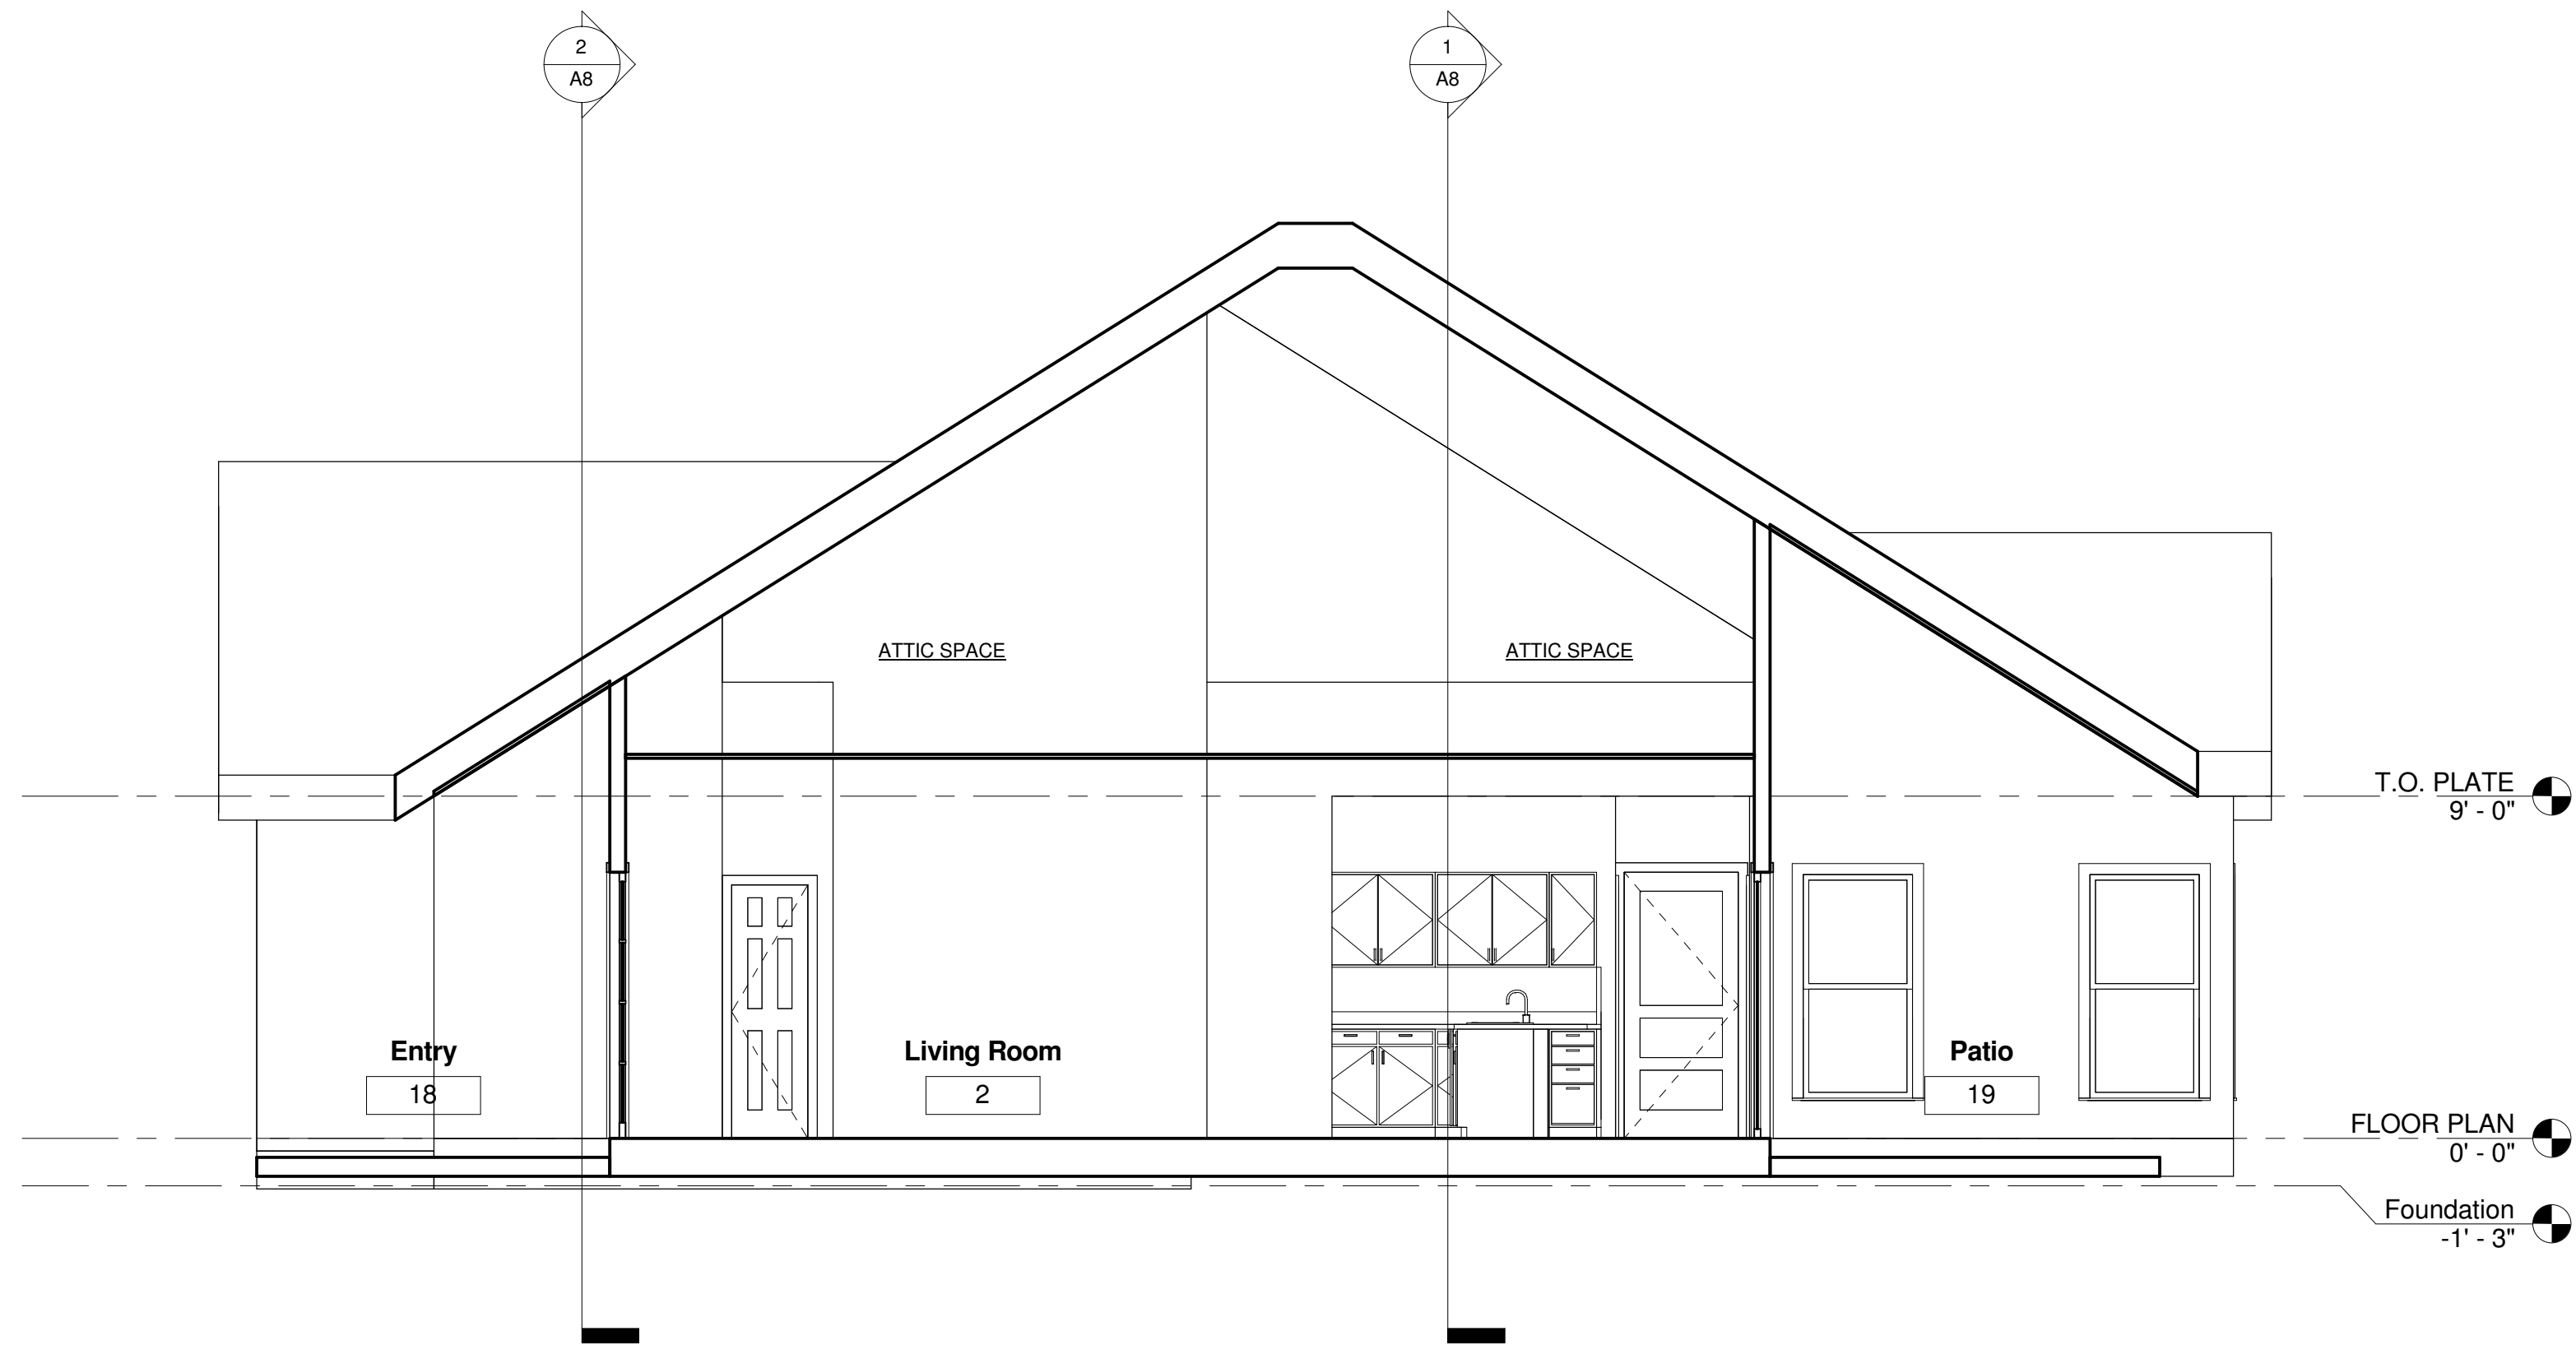 2
A8
1
A8
ATTIC SPACE
ATTIC SPACE
T.O. PLATE
9' - 0"
Entry
18
Living Room
2
Patio
19
FLOOR PLAN
0' - 0"
Foundation
-1' - 3"